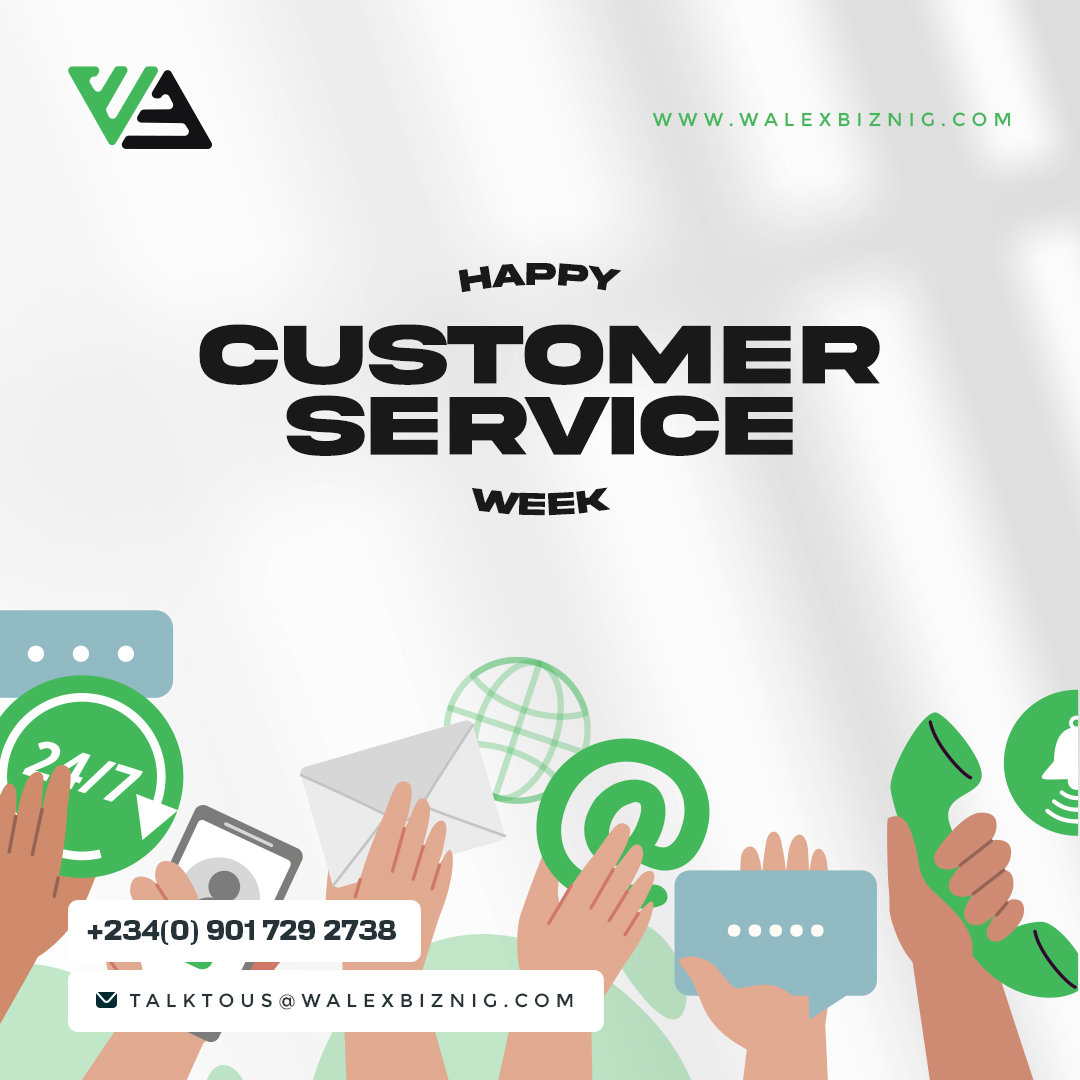 WWW.WALEXBIZNIG.COM
HAPPY
CUSTOMER
SERVICE
WEEK
24/7
+234(0) 901 729 2738
TALKTOUS@WALEXBIZNIG.COM